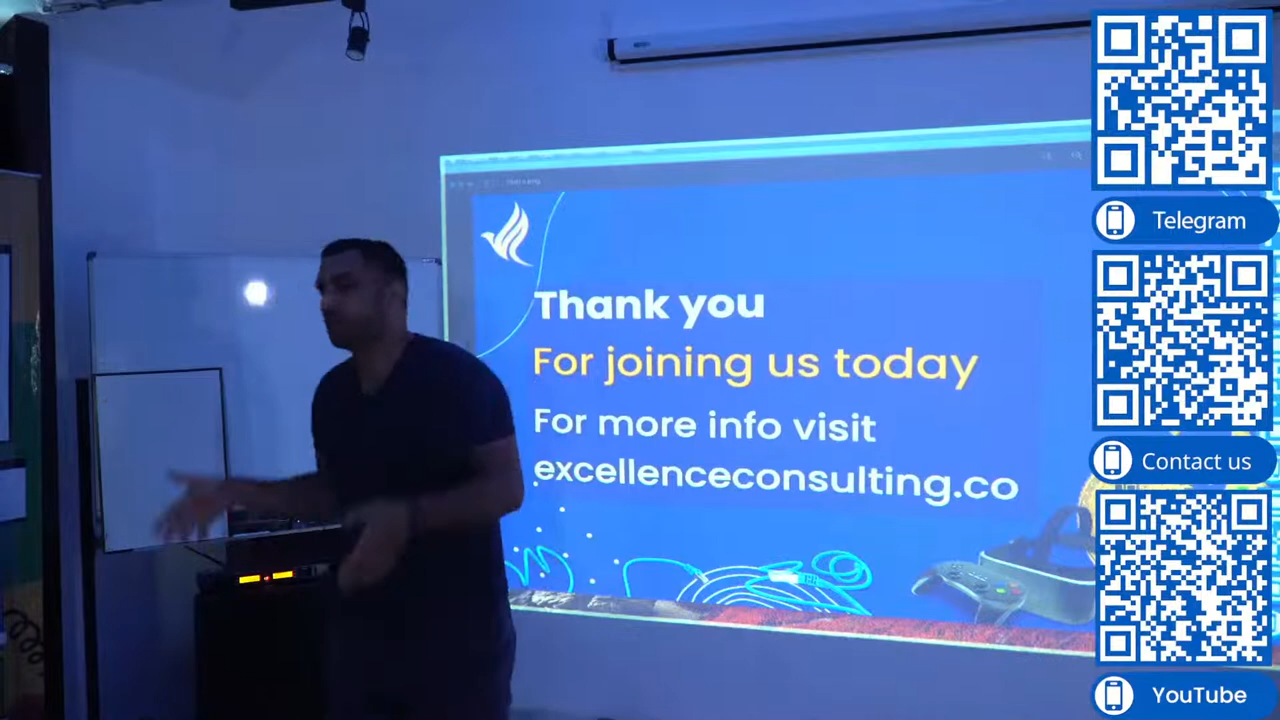 Thank you
For joining us today
For more info visit
excellenceconsulting.co
Telegram
Contact us
YouTube